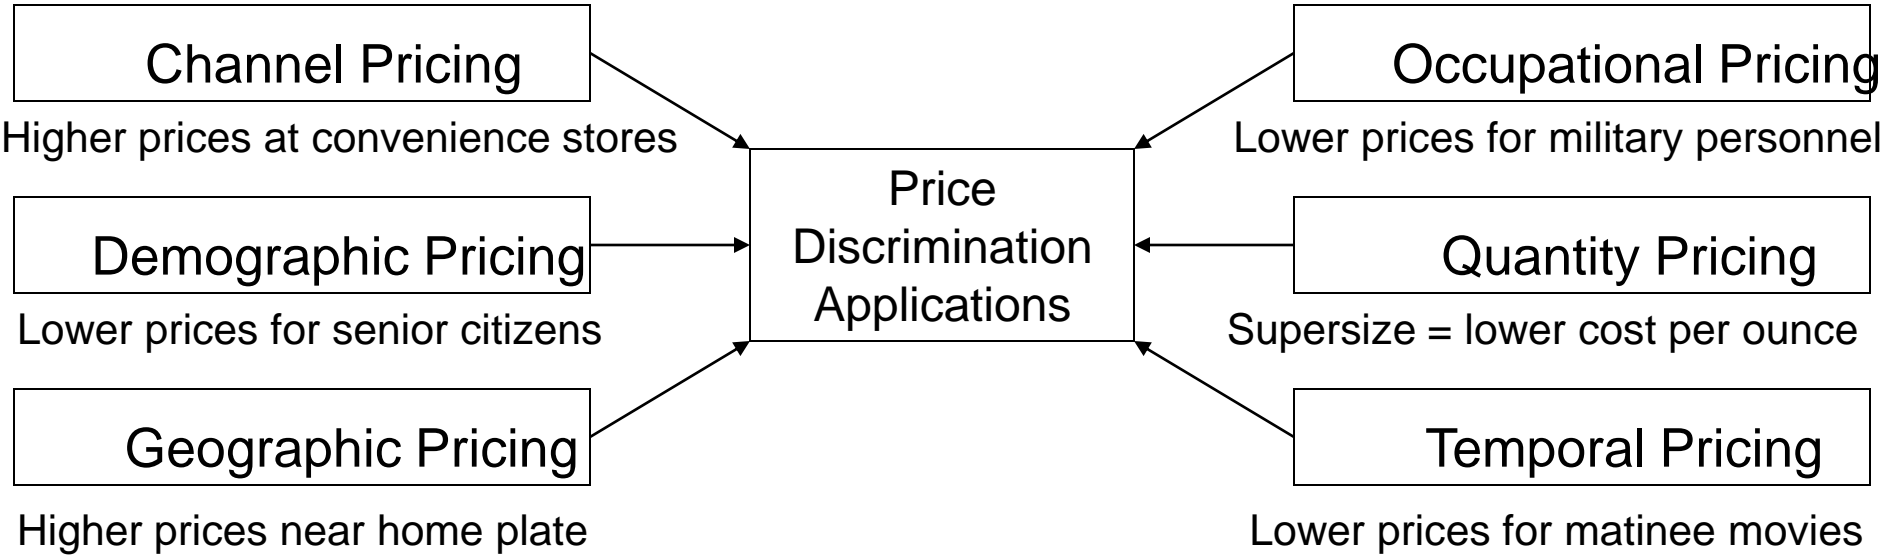 Channel Pricing
Higher prices at convenience stores
Demographic Pricing
Lower prices for senior citizens
Geographic Pricing
Higher prices near home plate
Price
Discrimination
Applications
Occupational Pricing
Lower prices for military personnel
Quantity Pricing
Supersize = lower cost per ounce
Temporal Pricing
Lower prices for matinee movies